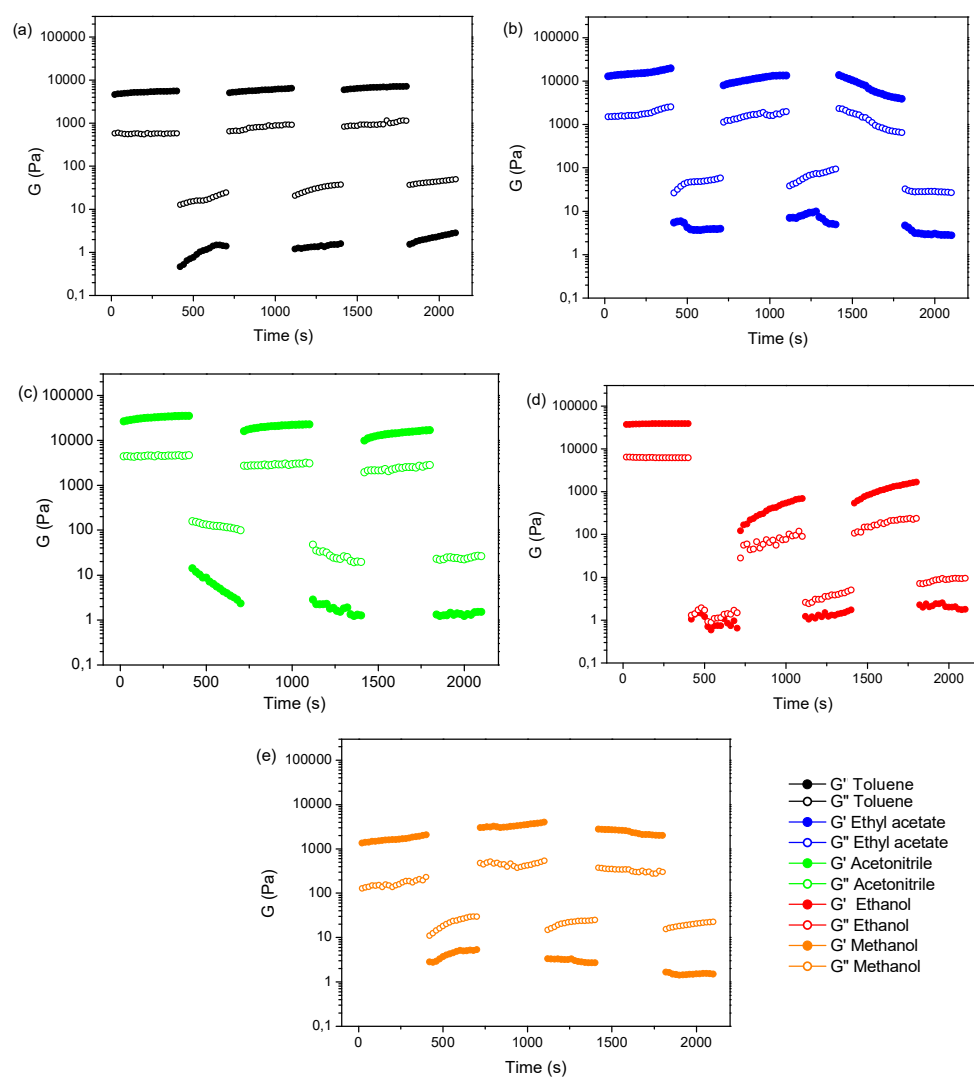 (a)
100000
10000
1000
100
10
1
0,1
G (Pa)
0 500 1000 1500 2000
Time (s)
(b)
100000
10000
1000
100
10
1
0,1
G (Pa)
0 500 1000 1500 2000
Time (s)
(c)
100000
10000
1000
100
10
1
0,1
G (Pa)
0 500 1000 1500 2000
Time (s)
(d)
100000
10000
1000
100
10
1
0,1
G (Pa)
0 500 1000 1500 2000
Time (s)
(e)
100000
10000
1000
100
10
1
0,1
G (Pa)
0 500 1000 1500 2000
Time (s)
G' Toluene
G" Toluene
G' Ethyl acetate
G" Ethyl acetate
G' Acetonitrile
G" Acetonitrile
G' Ethanol
G" Ethanol
G' Methanol
G" Methanol